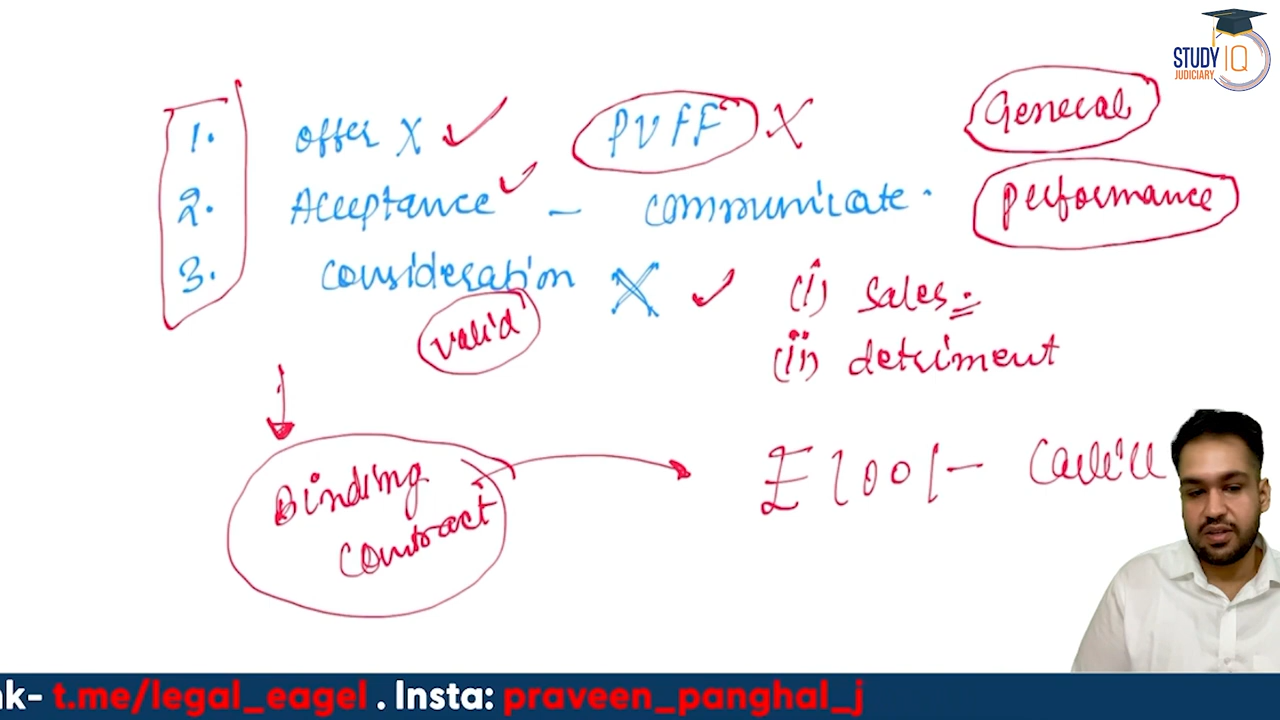 STUDY IQ
JUDICIARY
1. offer X ✓ PUFF X General
2. Acceptance ✓ - communicate. performance
3. consideration X ✓ (i) sales
valid (ii) detriment
Binding £100/-
contract
nk- t.me/legal_eagel . Insta: praveen_panghal_j